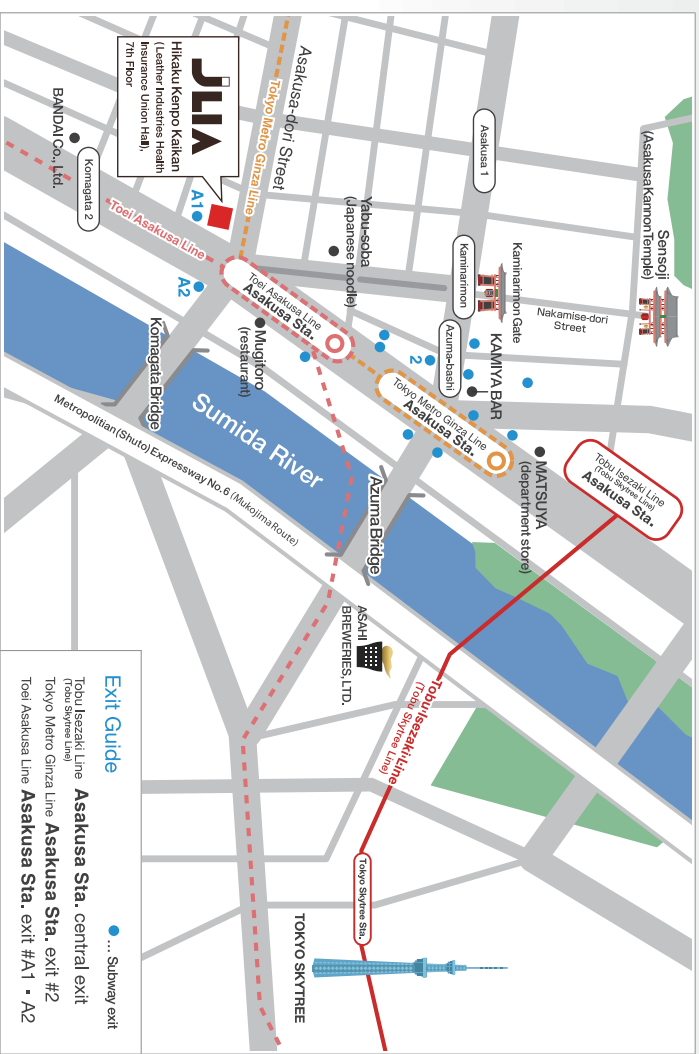 Sensoji
(Asakusa Kannon Temple)
Asakusa 1
Kaminarimon Gate
Nakamise-dori
Street
Kaminarimon
Azuma-bashi
KAMIYA BAR
2
MATSUYA
(department store)
Tobu Isezaki Line
(Tobu Skytree Line)
Asakusa Sta.
Tokyo Metro Ginza Line
Asakusa Sta.
Yabu-soba
(Japanese noodle)
Toei Asakusa Line
Asakusa Sta.
Mugitoro
(restaurant)
Asakusa-dori Street
Tokyo Metro Ginza Line
JLIA
Hikaku Kenpo Kaikan
(Leather Industries Health
Insurance Union Hall),
7th Floor
A1
A2
Toei Asakusa Line
BANDAI Co., Ltd.
Komagata 2
Komagata Bridge
Sumida River
Azuma Bridge
Metropolitian (Shuto) Expressway No.6 (Mukojima Route)
ASAHI
BREWERIES, LTD.
Tobu Isezaki Line
(Tobu Skytree Line)
Tokyo Skytree Sta.
TOKYO SKYTREE
Exit Guide
... Subway exit
Tobu Isezaki Line Asakusa Sta. central exit
(Tobu Skytree Line)
Tokyo Metro Ginza Line Asakusa Sta. exit #2
Toei Asakusa Line Asakusa Sta. exit #A1・A2